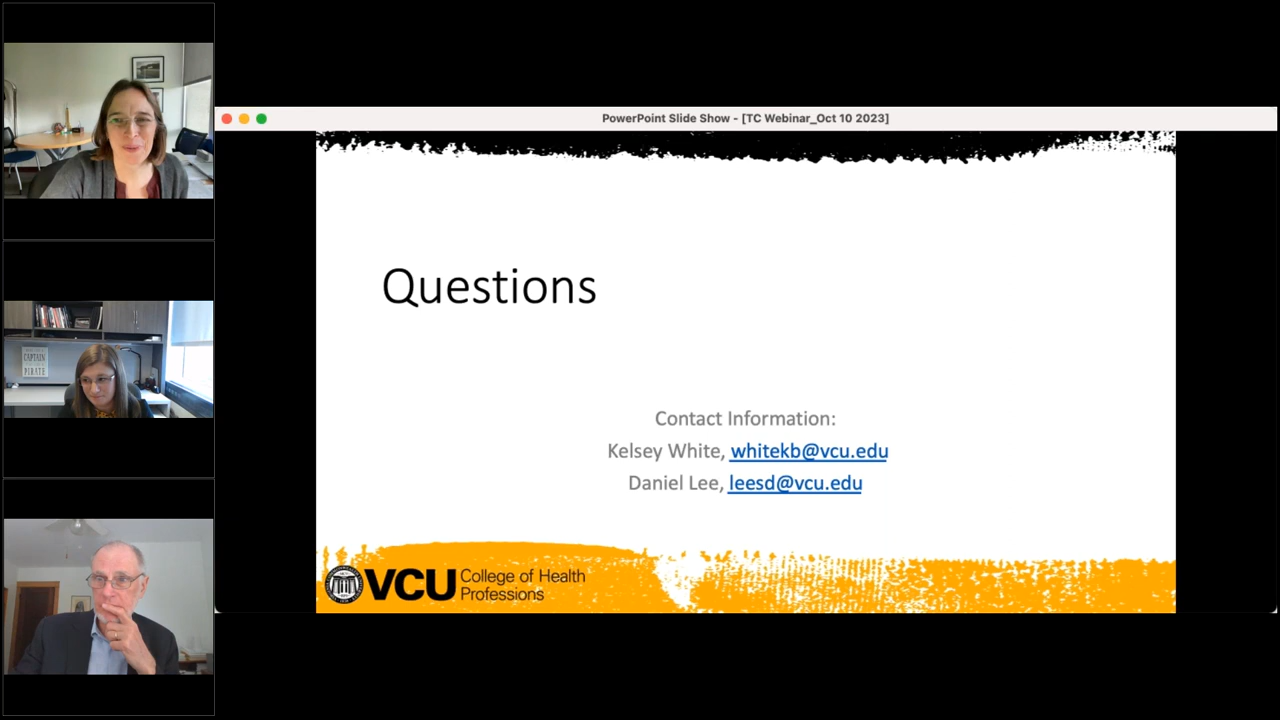 PowerPoint Slide Show - [TC Webinar_Oct 10 2023]
CAPTAIN
PIRATE
Questions
Contact Information:
Kelsey White, whitekb@vcu.edu
Daniel Lee, leesd@vcu.edu
VCU College of Health
Professions